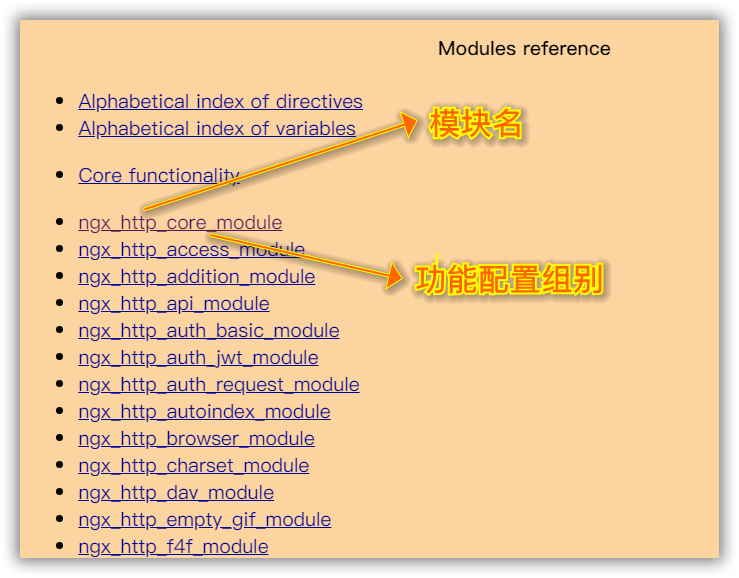 Modules reference
Alphabetical index of directives
Alphabetical index of variables
模块名
Core functionality
ngx_http_core_module
ngx_http_access_module
功能配置组别
ngx_http_addition_module
ngx_http_api_module
ngx_http_auth_basic_module
ngx_http_auth_jwt_module
ngx_http_auth_request_module
ngx_http_autoindex_module
ngx_http_browser_module
ngx_http_charset_module
ngx_http_dav_module
ngx_http_empty_gif_module
ngx_http_f4f_module